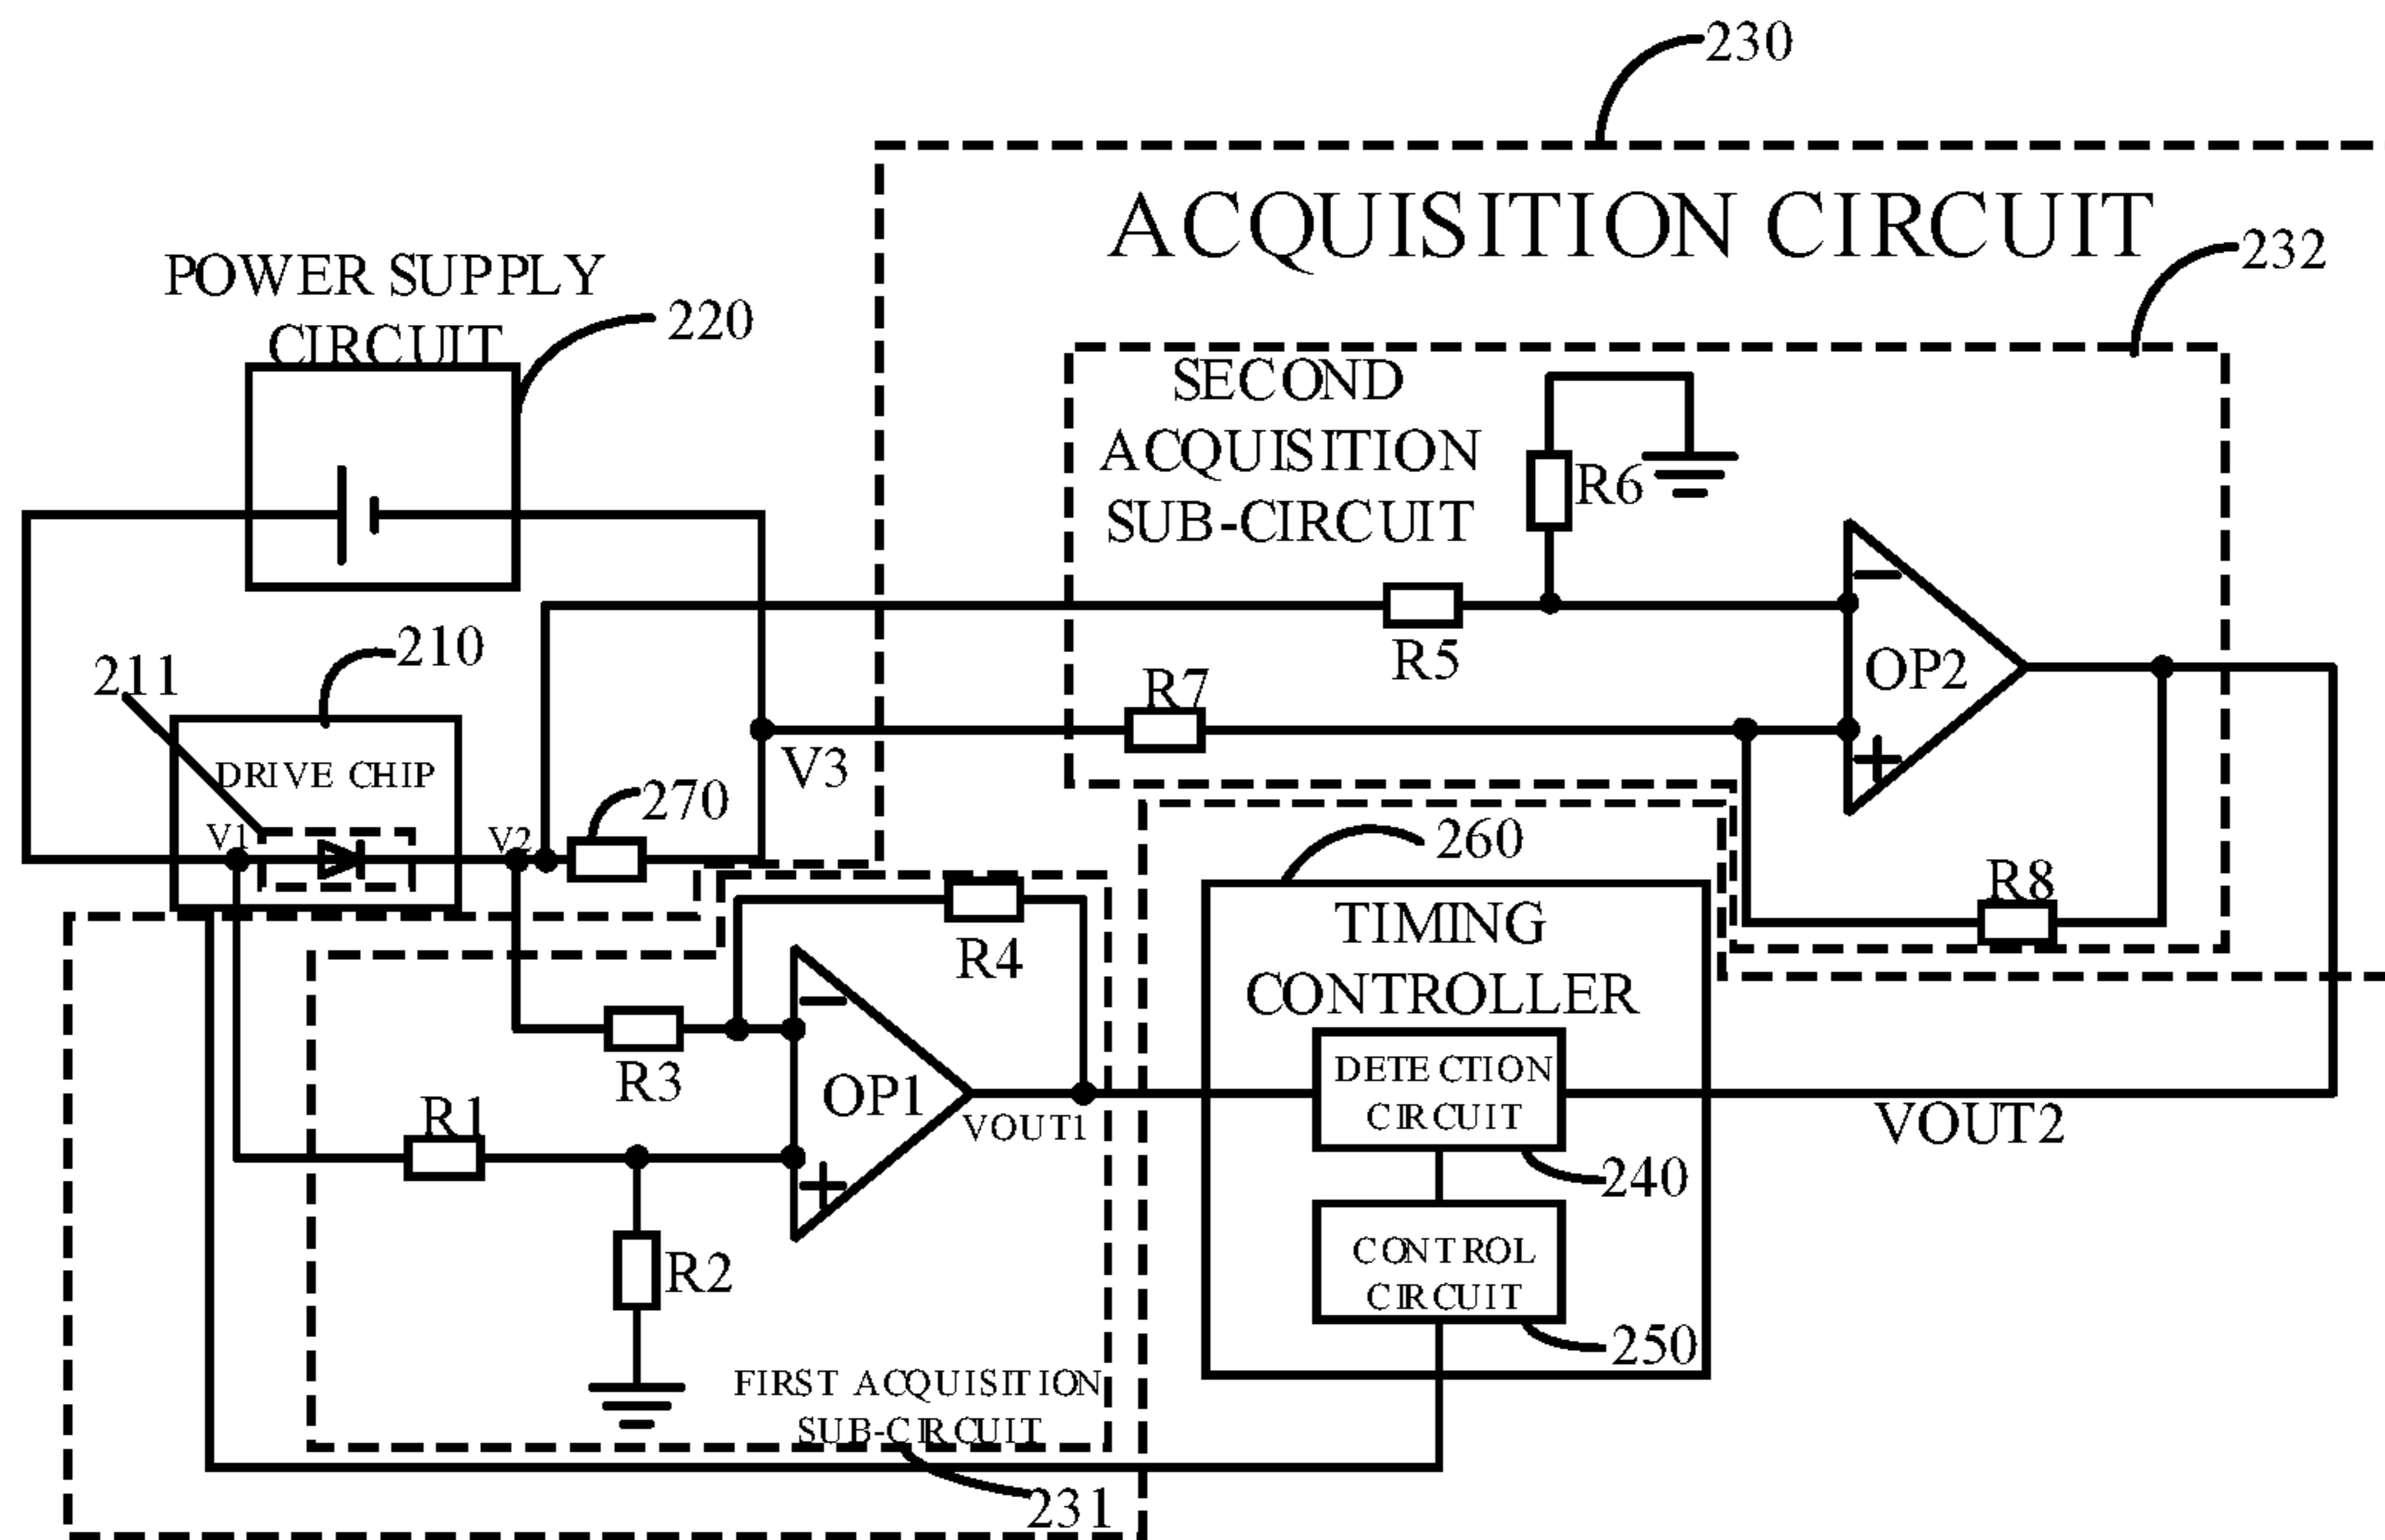 230
ACQUISITION CIRCUIT
232
POWER SUPPLY
CIRCUIT
220
SECOND
ACQUISITION
SUB-CIRCUIT
R6
R5
OP2
R7
210
211
DRIVE CHIP
V3
270
V1
V2
260
R8
TIMING
CONTROLLER
R4
R3
OP1
DETECTION
CIRCUIT
VOUT1
VOUT2
R1
240
R2
CONTROL
CIRCUIT
250
FIRST ACQUISITION
SUB-CIRCUIT
231